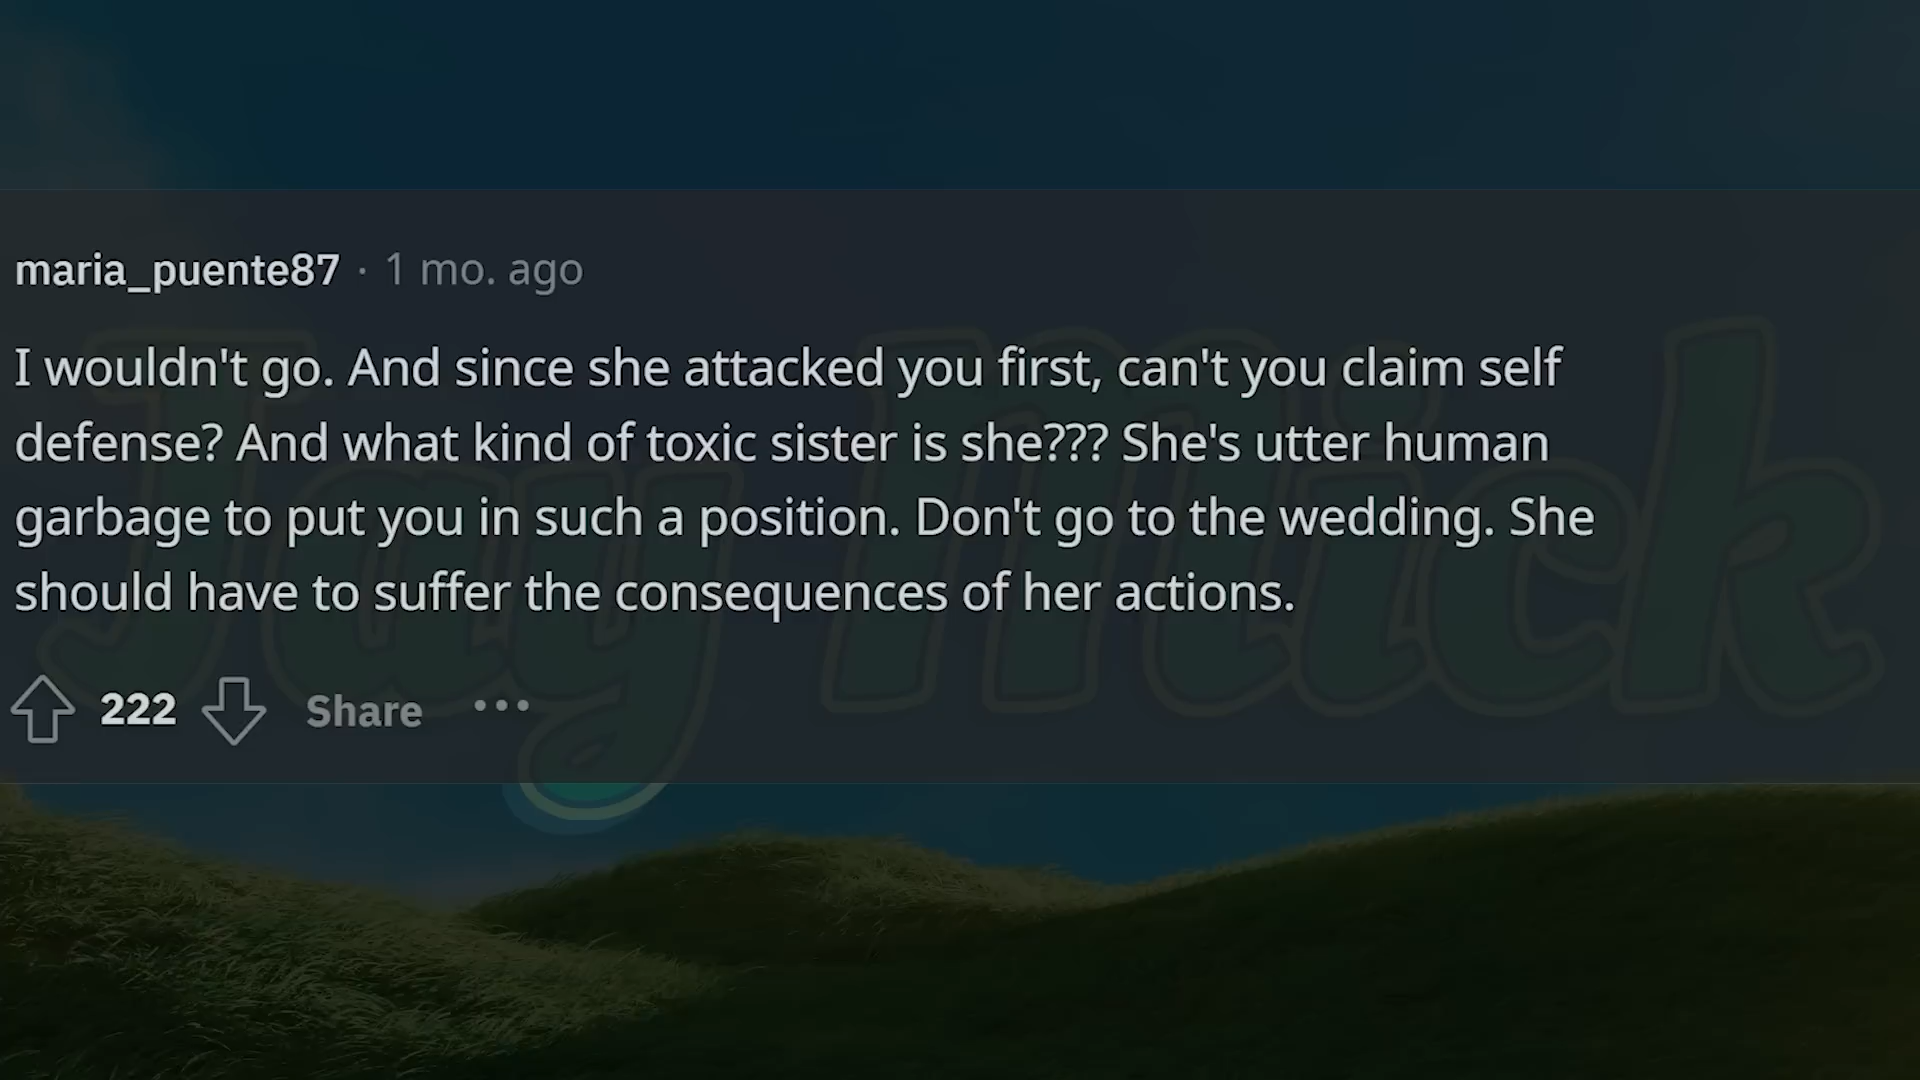 maria_puente87 · 1 mo. ago
I wouldn't go. And since she attacked you first, can't you claim self
defense? And what kind of toxic sister is she??? She's utter human
garbage to put you in such a position. Don't go to the wedding. She
should have to suffer the consequences of her actions.
222 Share ...
Jay Mick